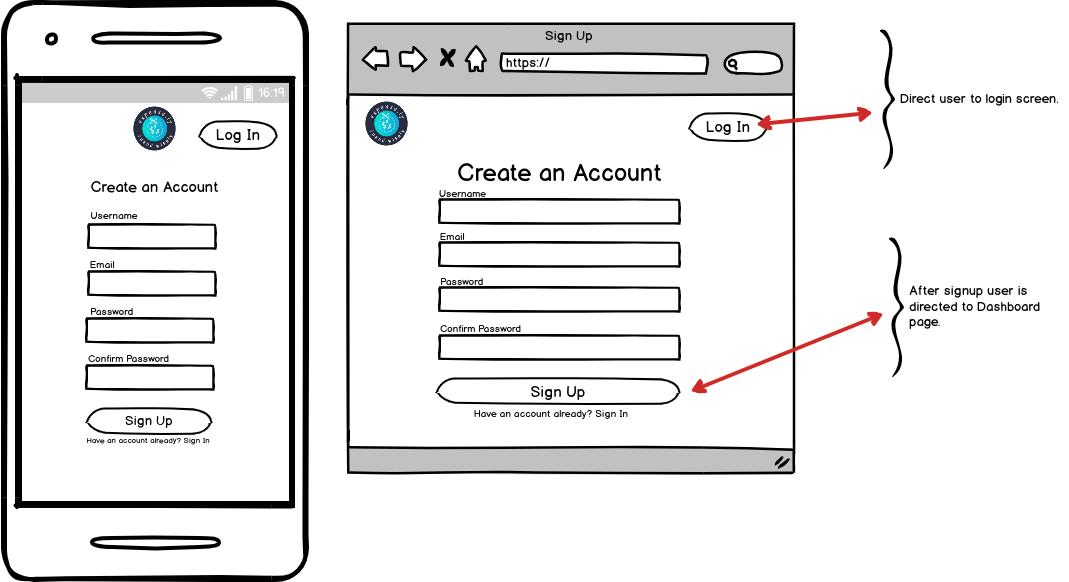 16:19
Log In
Create an Account
Username
Email
Password
Confirm Password
Sign Up
Have an account already? Sign In
Sign Up
https://
Log In
Create an Account
Username
Email
Password
Confirm Password
Sign Up
Have an account already? Sign In
Direct user to login screen.
After signup user is
directed to Dashboard
page.